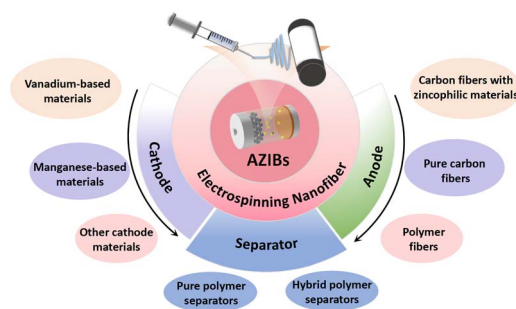 Vanadium-based
materials
Manganese-based
materials
Other cathode
materials
Cathode
AZIBs
Electrospinning Nanofiber
Separator
Pure polymer
separators
Hybrid polymer
separators
Anode
Carbon fibers with
zincophilic materials
Pure carbon
fibers
Polymer
fibers